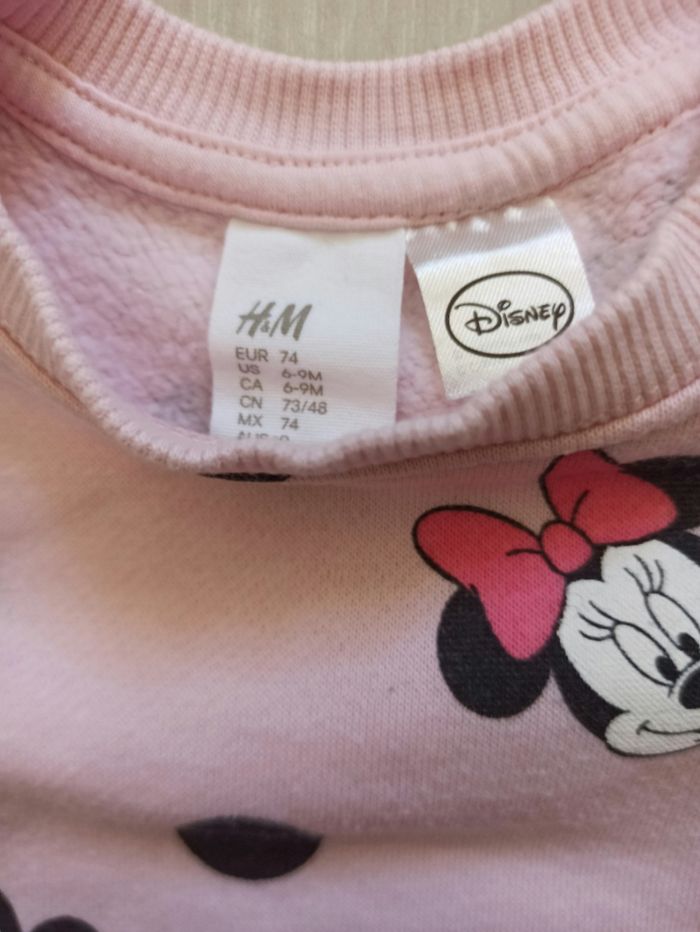 H&M
EUR 74
US 6-9M
CA 6-9M
CN 73/48
MX 74
Disney